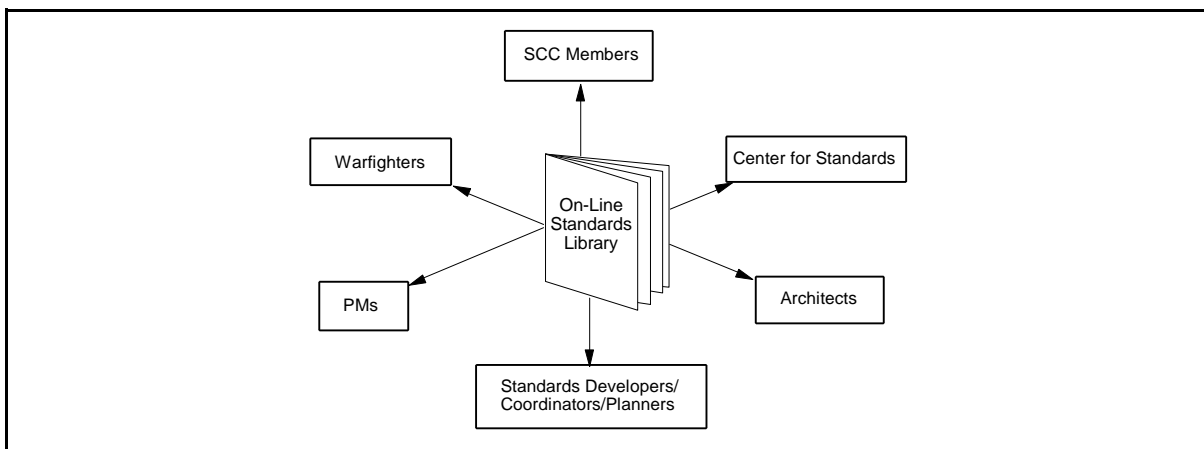 SCC Members
Warfighters
Center for Standards
On-Line
Standards
Library
PMs
Architects
Standards Developers/
Coordinators/Planners